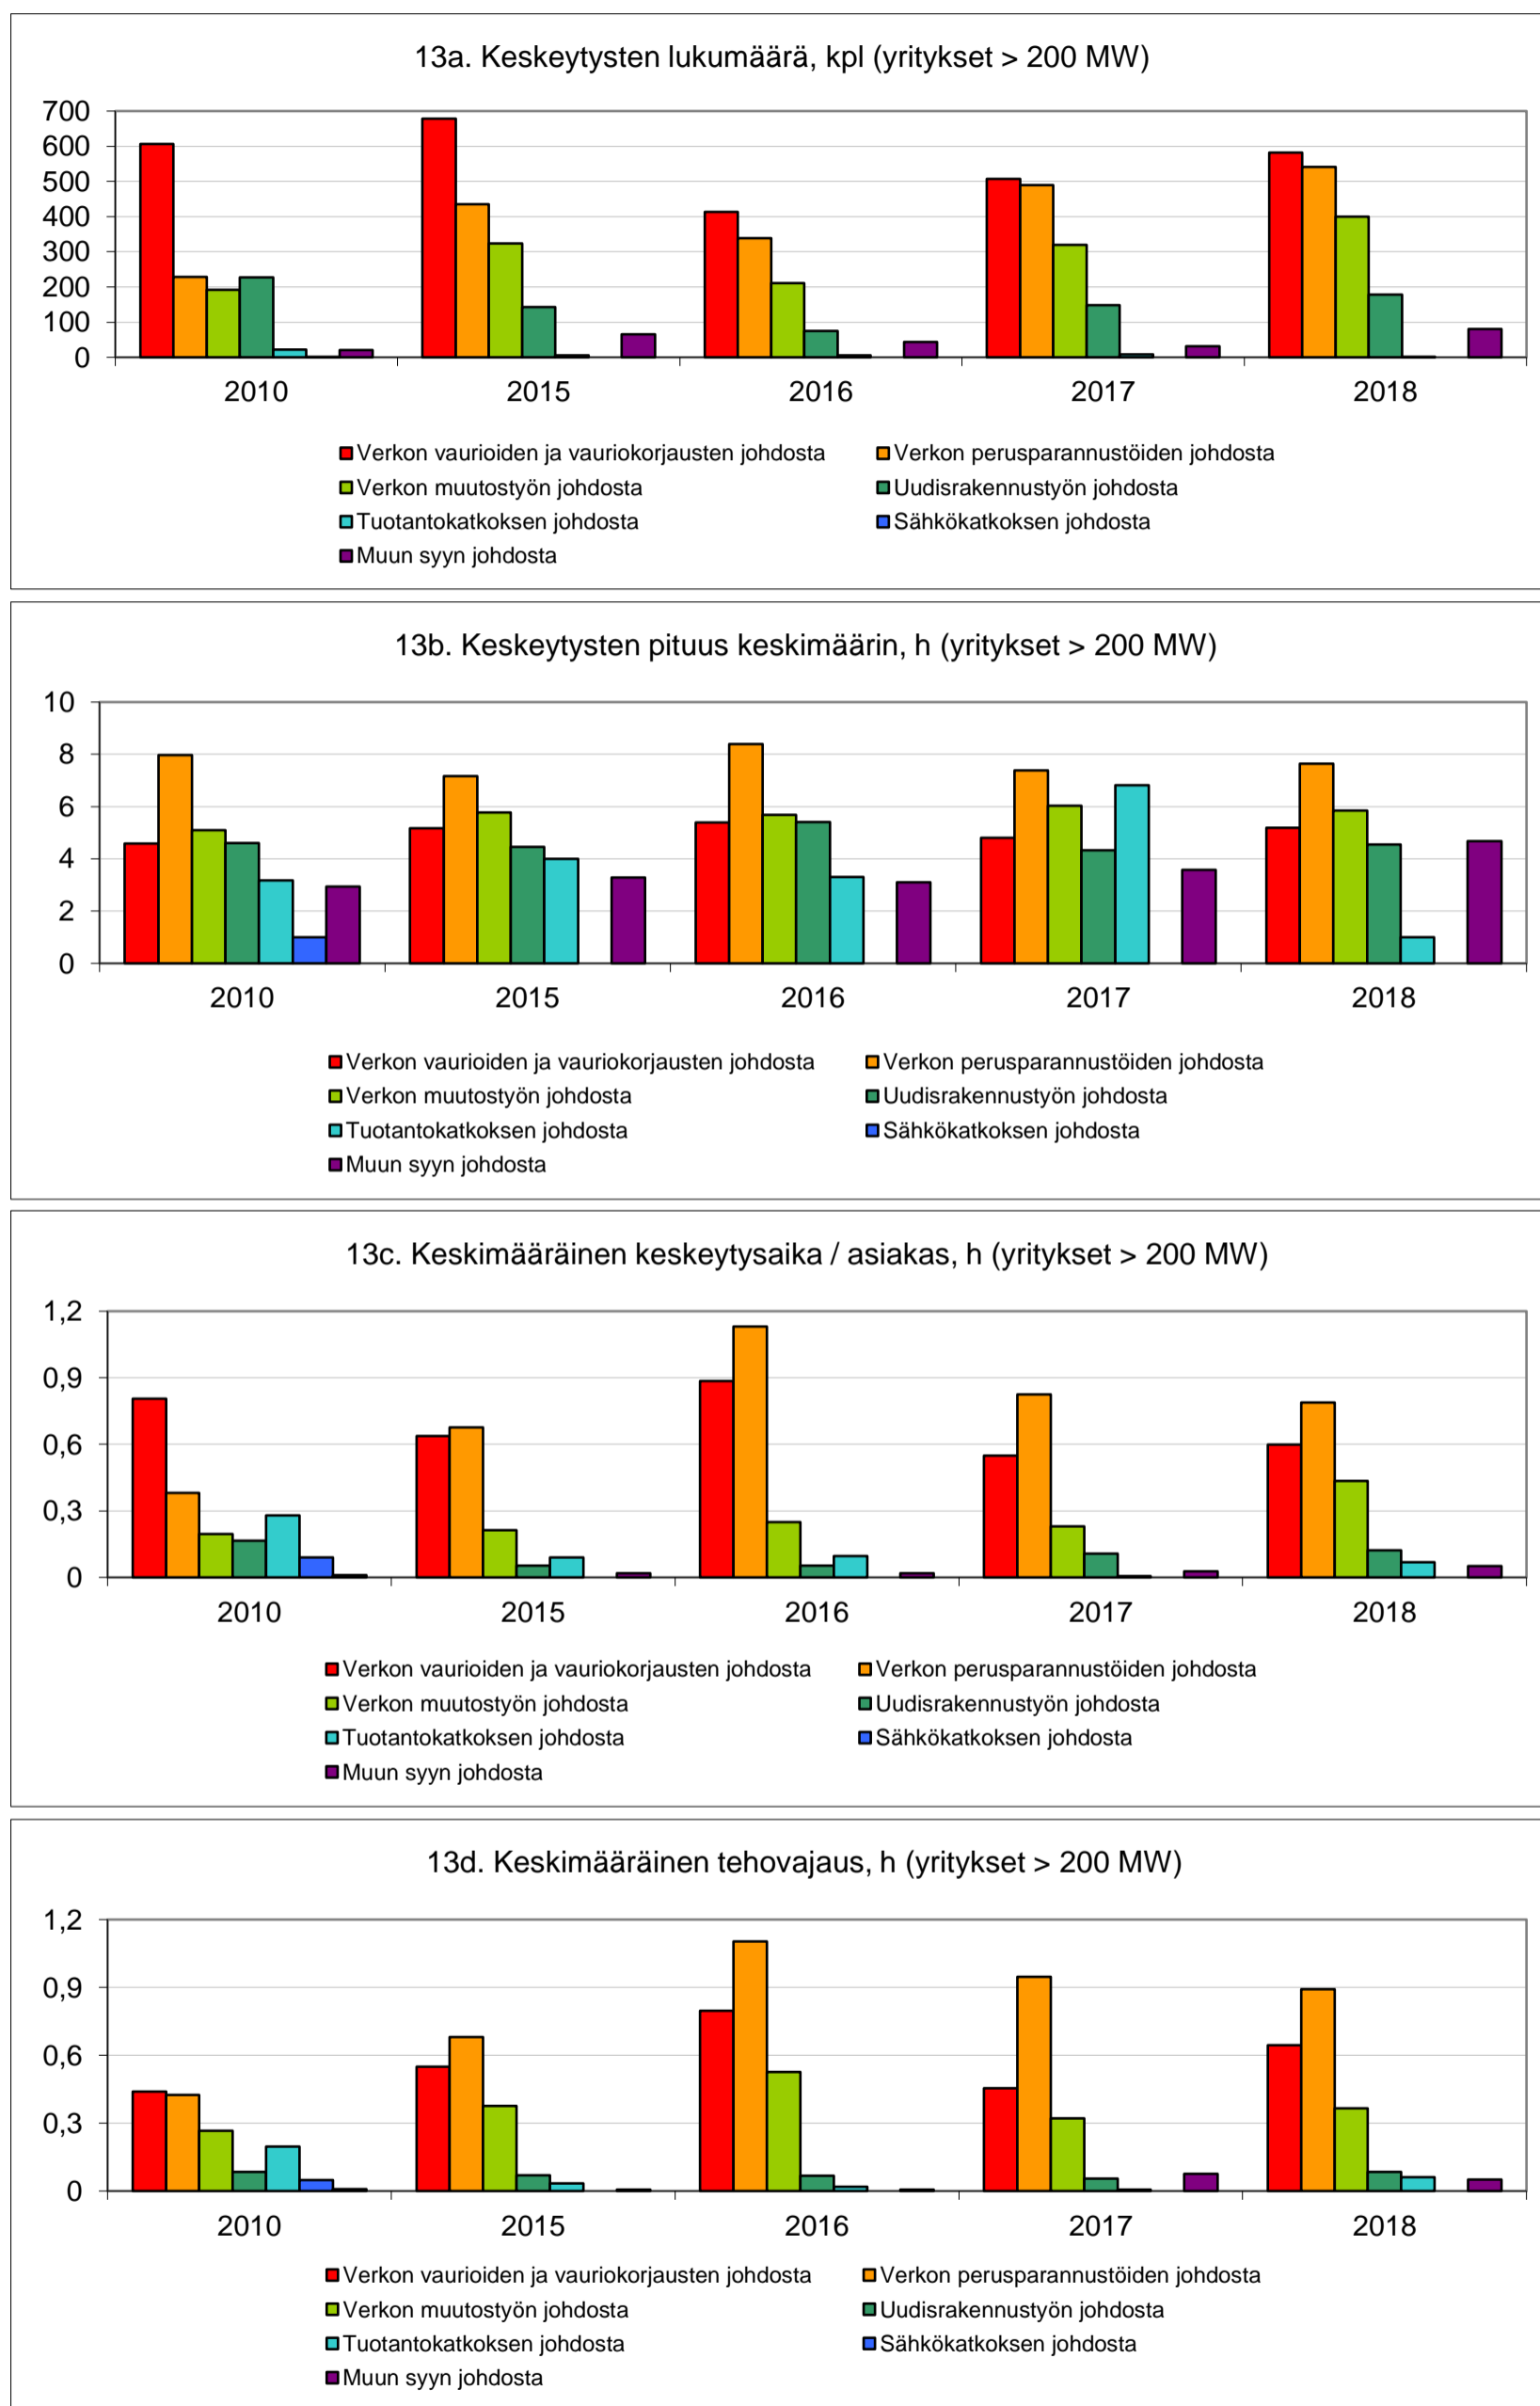 13a. Keskeytysten lukumäärä, kpl (yritykset > 200 MW)
700
600
500
400
300
200
100
0
2010 2015 2016 2017 2018
Verkon vaurioiden ja vauriokorjausten johdosta Verkon perusparannustöiden johdosta
Verkon muutostyön johdosta Uudisrakennustyön johdosta
Tuotantokatkoksen johdosta Sähkökatkoksen johdosta
Muun syyn johdosta
13b. Keskeytysten pituus keskimäärin, h (yritykset > 200 MW)
10
8
6
4
2
0
2010 2015 2016 2017 2018
Verkon vaurioiden ja vauriokorjausten johdosta Verkon perusparannustöiden johdosta
Verkon muutostyön johdosta Uudisrakennustyön johdosta
Tuotantokatkoksen johdosta Sähkökatkoksen johdosta
Muun syyn johdosta
13c. Keskimääräinen keskeytysaika / asiakas, h (yritykset > 200 MW)
1,2
0,9
0,6
0,3
0
2010 2015 2016 2017 2018
Verkon vaurioiden ja vauriokorjausten johdosta Verkon perusparannustöiden johdosta
Verkon muutostyön johdosta Uudisrakennustyön johdosta
Tuotantokatkoksen johdosta Sähkökatkoksen johdosta
Muun syyn johdosta
13d. Keskimääräinen tehovajaus, h (yritykset > 200 MW)
1,2
0,9
0,6
0,3
0
2010 2015 2016 2017 2018
Verkon vaurioiden ja vauriokorjausten johdosta Verkon perusparannustöiden johdosta
Verkon muutostyön johdosta Uudisrakennustyön johdosta
Tuotantokatkoksen johdosta Sähkökatkoksen johdosta
Muun syyn johdosta